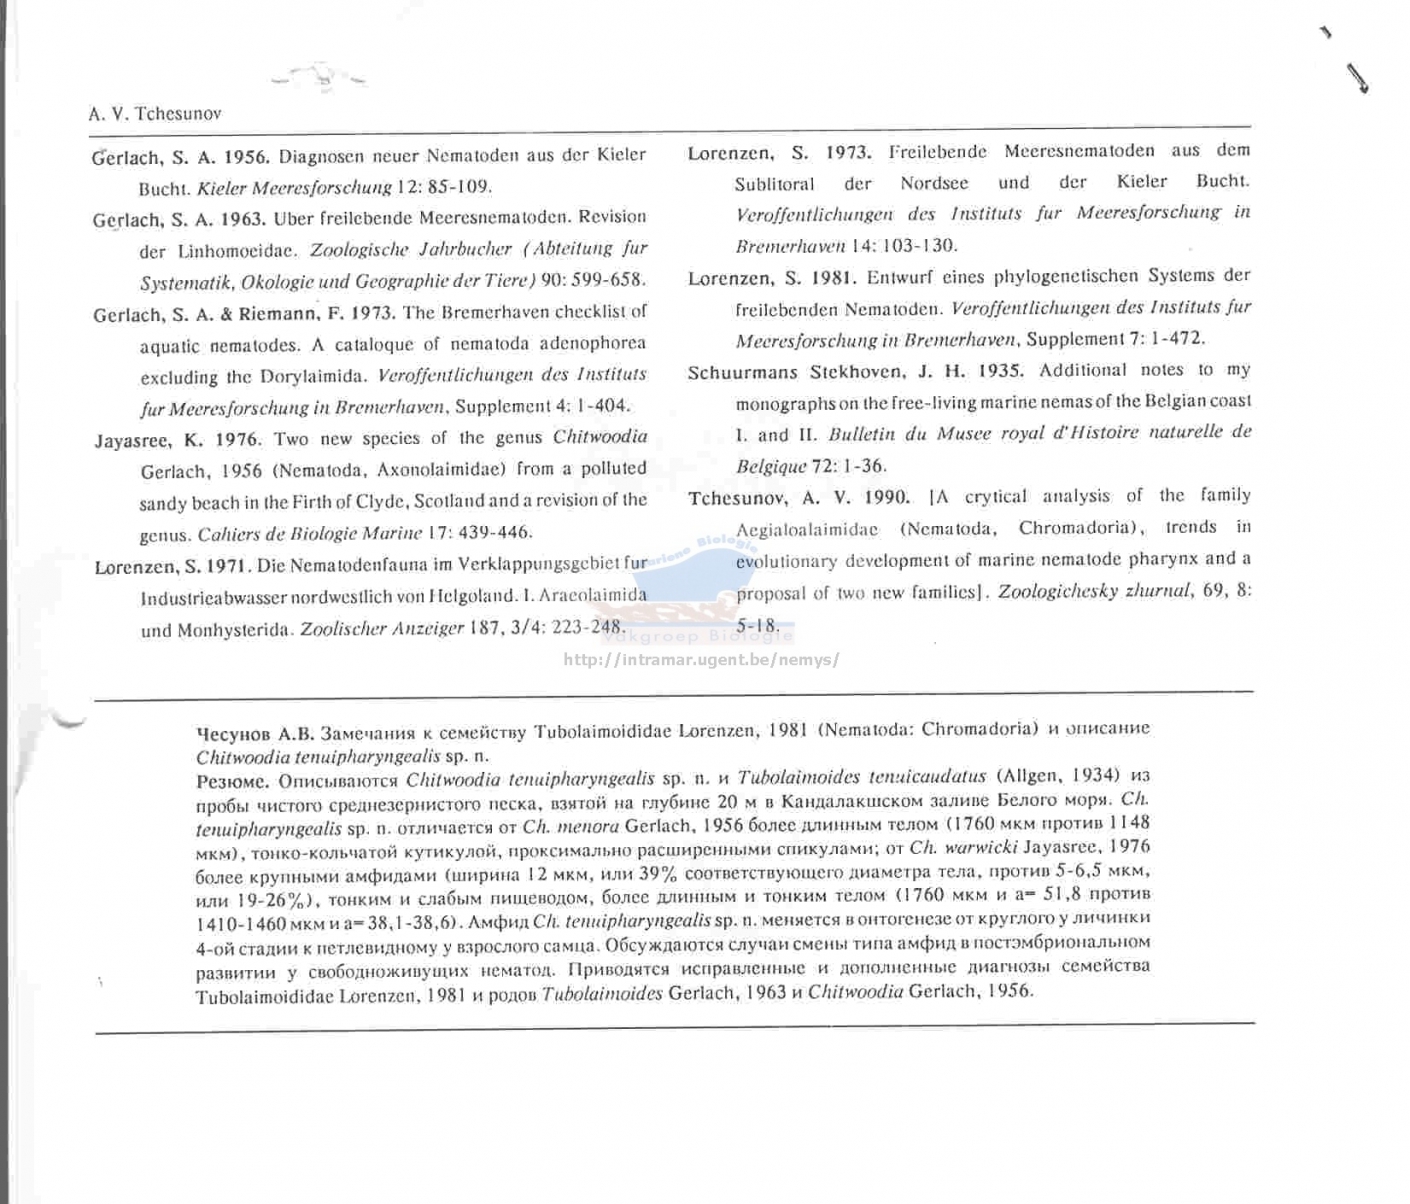 A. V. Tchesunov
Gerlach, S. A. 1956. Diagnosen neuer Nematoden aus der Kieler
Bucht. Kieler Meeresforschung 12: 85-109.
Gerlach, S. A. 1963. Uber freilebende Meeresnematoden. Revision
der Linhomoeidae. Zoologische Jahrbucher (Abteitung fur
Systematik, Okologie und Geographie der Tiere) 90: 599-658.
Gerlach, S. A. & Riemann, F. 1973. The Bremerhaven checklist of
aquatic nematodes. A cataloque of nematoda adenophorea
excluding the Dorylaimida. Veroffentlichungen des Instituts
fur Meeresforschung in Bremerhaven, Supplement 4: 1-404.
Jayasree, K. 1976. Two new species of the genus Chitwoodia
Gerlach, 1956 (Nematoda, Axonolaimidae) from a polluted
sandy beach in the Firth of Clyde, Scotland and a revision of the
genus. Cahiers de Biologie Marine 17: 439-446.
Lorenzen, S. 1971. Die Nematodenfauna im Verklappungsgebiet fur
Industrieabwasser nordwestlich von Helgoland. I. Araeolaimida
und Monhysterida. Zoolischer Anzeiger 187, 3/4: 223-248.
Lorenzen, S. 1973. Freilebende Meeresnematoden aus dem
Sublitoral der Nordsee und der Kieler Bucht.
Veroffentlichungen des Instituts fur Meeresforschung in
Bremerhaven 14: 103-130.
Lorenzen, S. 1981. Entwurf eines phylogenetischen Systems der
freilebenden Nematoden. Veroffentlichungen des Instituts fur
Meeresforschung in Bremerhaven, Supplement 7: 1-472.
Schuurmans Stekhoven, J. H. 1935. Additional notes to my
monographs on the free-living marine nemas of the Belgian coast
I. and II. Bulletin du Musee royal d'Histoire naturelle de
Belgique 72: 1-36.
Tchesunov, A. V. 1990. [A crytical analysis of the family
Aegialoalaimidae (Nematoda, Chromadoria), trends in
evolutionary development of marine nematode pharynx and a
proposal of two new families]. Zoologichesky zhurnal, 69, 8:
5-18.
Mariene Biologie
Vakgroep Biologie
http://intramar.ugent.be/nemys/
Чесунов А.В. Замечания к семейству Tubolaimoididae Lorenzen, 1981 (Nematoda: Chromadoria) и описание
Chitwoodia tenuipharyngealis sp. n.
Резюме. Описываются Chitwoodia tenuipharyngealis sp. n. и Tubolaimoides tenuicaudatus (Allgen, 1934) из
пробы чистого среднезернистого песка, взятой на глубине 20 м в Кандалакшском заливе Белого моря. Ch.
tenuipharyngealis sp. n. отличается от Ch. menora Gerlach, 1956 более длинным телом (1760 мкм против 1148
мкм), тонко-кольчатой кутикулой, проксимально расширенными спикулами; от Ch. warwicki Jayasree, 1976
более крупными амфидами (ширина 12 мкм, или 39% соответствующего диаметра тела, против 5-6,5 мкм,
или 19-26%), тонким и слабым пищеводом, более длинным и тонким телом (1760 мкм и a= 51,8 против
1410-1460 мкм и a= 38,1-38,6). Амфид Ch. tenuipharyngealis sp. n. меняется в онтогенезе от круглого у личинки
4-ой стадии к петлевидному у взрослого самца. Обсуждаются случаи смены типа амфид в постэмбриональном
развитии у свободноживущих нематод. Приводятся исправленные и дополненные диагнозы семейства
Tubolaimoididae Lorenzen, 1981 и родов Tubolaimoides Gerlach, 1963 и Chitwoodia Gerlach, 1956.